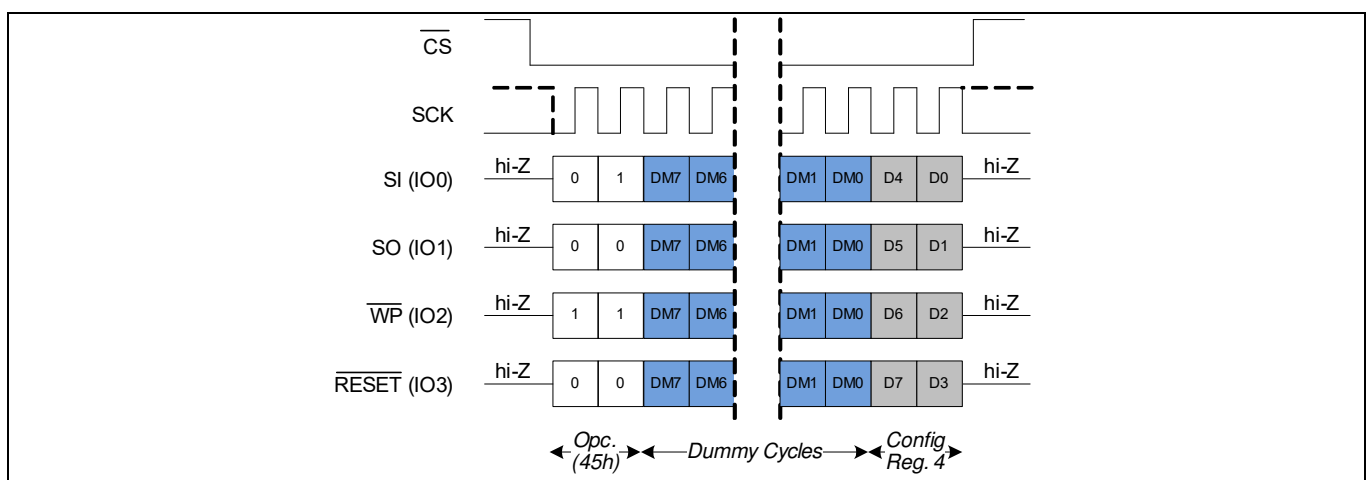 CS
SCK
SI (IO0) hi-Z 0 1 DM7 DM6 DM1 DM0 D4 D0 hi-Z
SO (IO1) hi-Z 0 0 DM7 DM6 DM1 DM0 D5 D1 hi-Z
WP (IO2) hi-Z 1 1 DM7 DM6 DM1 DM0 D6 D2 hi-Z
RESET (IO3) hi-Z 0 0 DM7 DM6 DM1 DM0 D7 D3 hi-Z
Opc. Config
(45h) Dummy Cycles Reg. 4